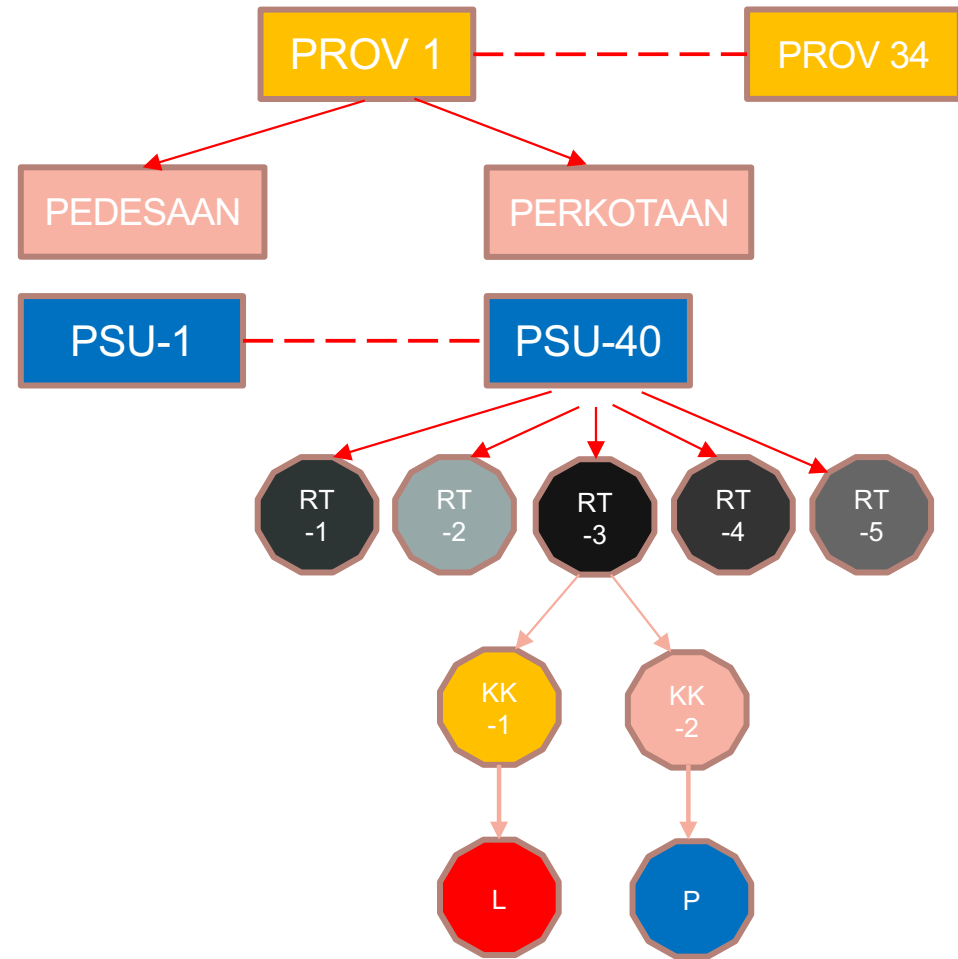 PROV 1
PROV 34
PEDESAAN
PERKOTAAN
PSU-1
PSU-40
RT
-1
RT
-2
RT
-3
RT
-4
RT
-5
KK
-1
KK
-2
L
P